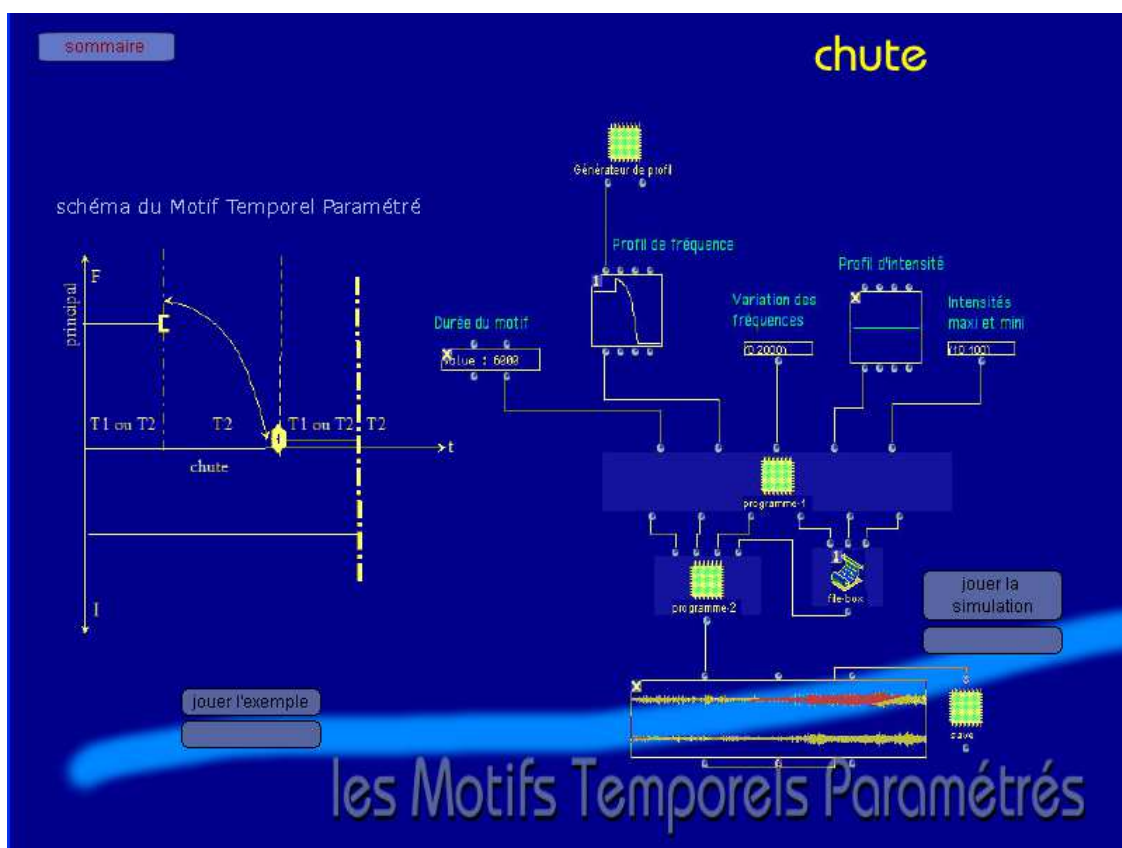 sommaire
chute
Générateur de profil
schéma du Motif Temporel Paramétré
Profil de fréquence
1
Profil d'intensité
x
F
principal
Variation des
fréquences
(0 2000)
Intensités
maxi et mini
(10 100)
Durée du motif
x
value : 6000
T1 ou T2
T2
T1 ou T2
T2
t
chute
programme-1
I
1
programme-2
file-box
jouer la
simulation
jouer l'exemple
x
save
les Motifs Temporels Paramétrés